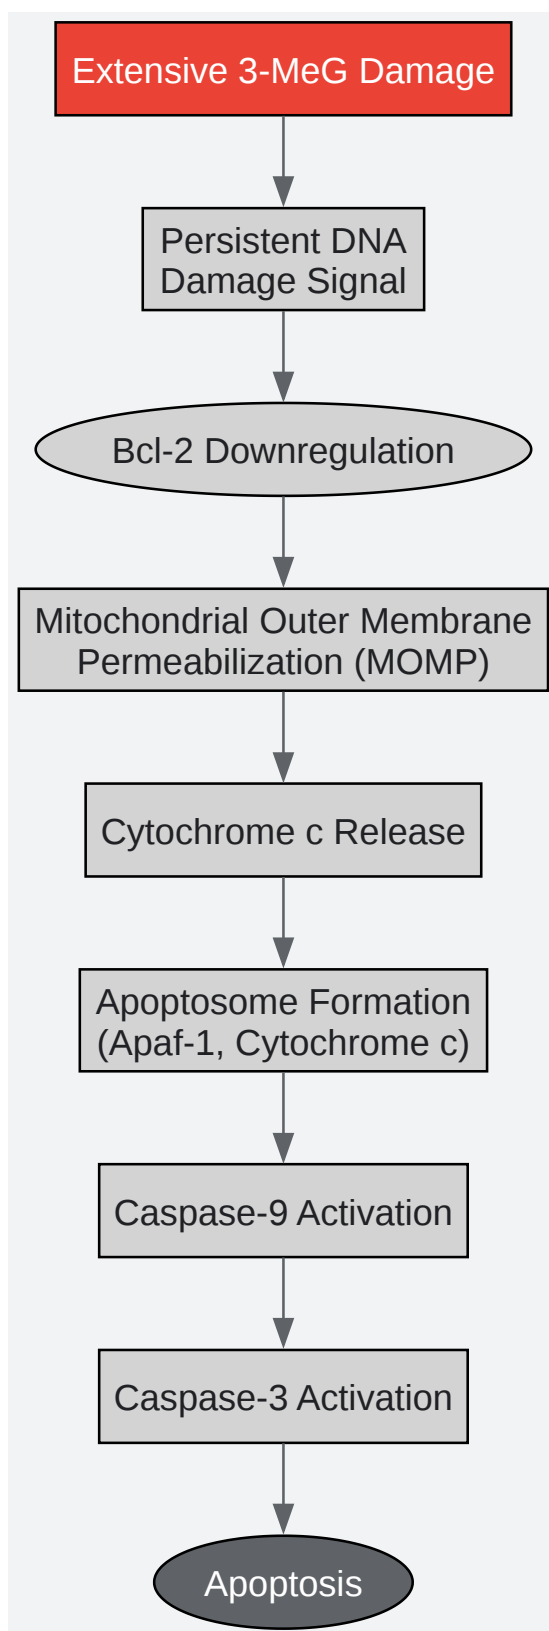 Extensive 3-MeG Damage
Persistent DNA
Damage Signal
Bcl-2 Downregulation
Mitochondrial Outer Membrane
Permeabilization (MOMP)
Cytochrome c Release
Apoptosome Formation
(Apaf-1, Cytochrome c)
Caspase-9 Activation
Caspase-3 Activation
Apoptosis